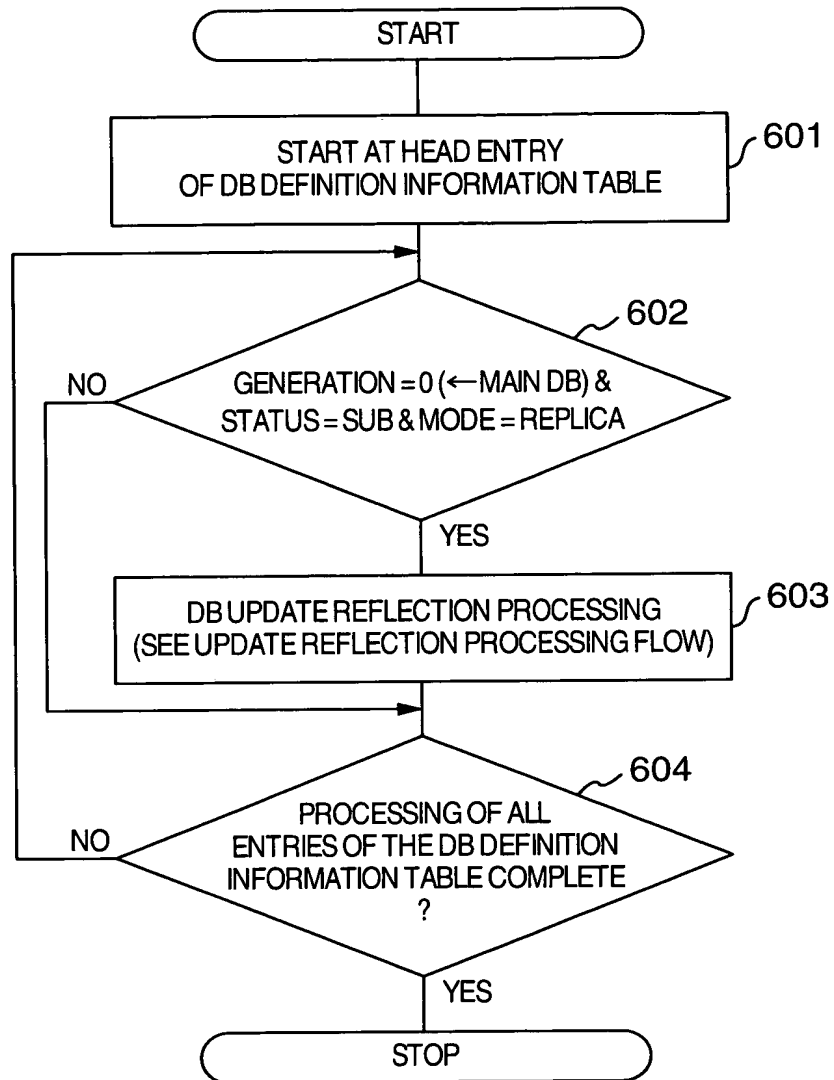 START
START AT HEAD ENTRY
OF DB DEFINITION INFORMATION TABLE
601
602
NO
GENERATION = 0 (←MAIN DB) &
STATUS = SUB & MODE = REPLICA
YES
DB UPDATE REFLECTION PROCESSING
(SEE UPDATE REFLECTION PROCESSING FLOW)
603
604
PROCESSING OF ALL
NO
ENTRIES OF THE DB DEFINITION
INFORMATION TABLE COMPLETE
?
YES
STOP